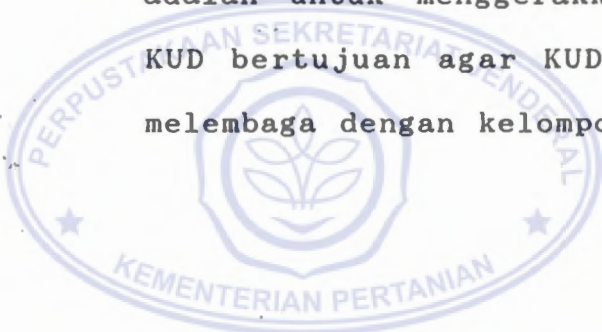 adalah untuk menggerakk
KUD bertujuan agar KUD
melembaga dengan kelompo
PERPUSTAKAAN SEKRETARIAT JENDERAL
KEMENTERIAN PERTANIAN